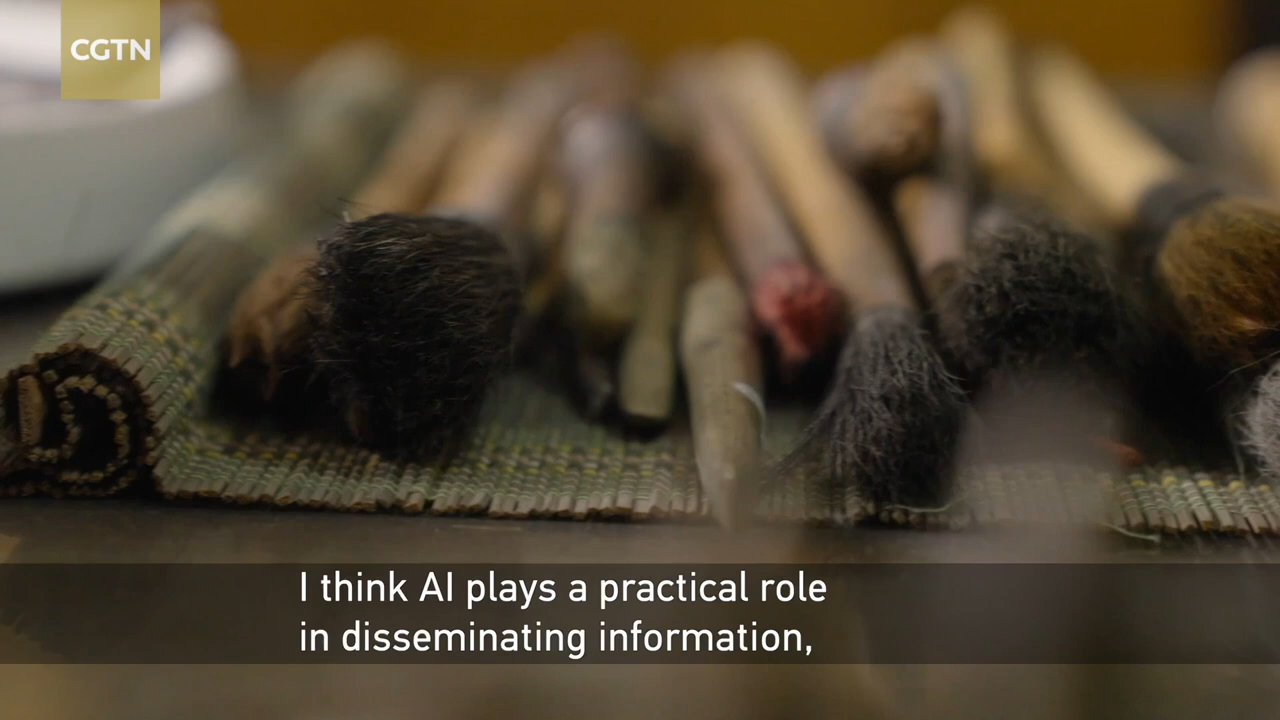 CGTN
I think AI plays a practical role
in disseminating information,